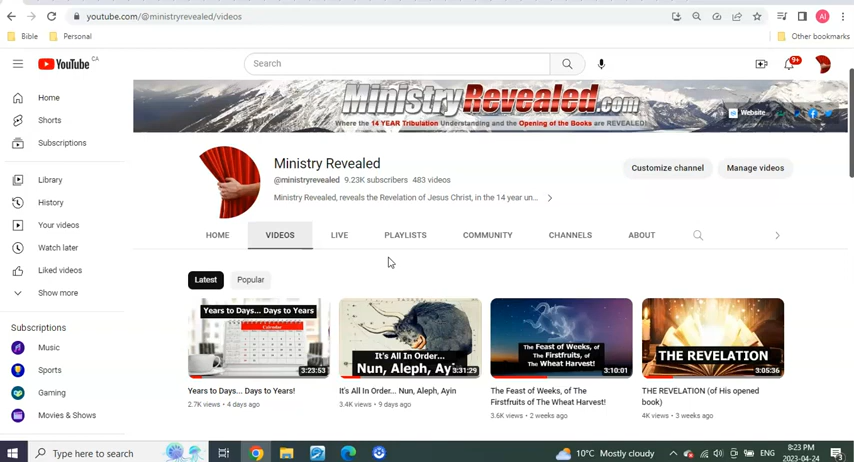 youtube.com/@ministryrevealed/videos
AI
Bible
Personal
Other bookmarks
YouTube CA
Search
9+
Home
Shorts
Subscriptions
Library
History
Your videos
Watch later
Liked videos
Show more
Subscriptions
Music
Sports
Gaming
Movies & Shows
MinistryRevealed.com
Where the 14 YEAR Tribulation Understanding and the Opening of the Books are REVEALED!
Website
Ministry Revealed
@ministryrevealed 9.23K subscribers 483 videos
Ministry Revealed, reveals the Revelation of Jesus Christ, in the 14 year un...
Customize channel
Manage videos
HOME
VIDEOS
LIVE
PLAYLISTS
COMMUNITY
CHANNELS
ABOUT
Latest
Popular
Years to Days... Days to Years
Calendar
3:23:53
Years to Days... Days to Years!
2.7K views • 4 days ago
It's All In Order...
Nun, Aleph, Ayin
3:31:29
It's All In Order... Nun, Aleph, Ayin
3.4K views • 9 days ago
The Feast of Weeks, of
The Firstfruits, of
The Wheat Harvest!
3:10:01
The Feast of Weeks, of The
Firstfruits of The Wheat Harvest!
3.6K views • 2 weeks ago
THE REVELATION
3:05:36
THE REVELATION (of His opened
book)
4K views • 3 weeks ago
Type here to search
10°C Mostly cloudy
ENG
8:23 PM
2023-04-24
3